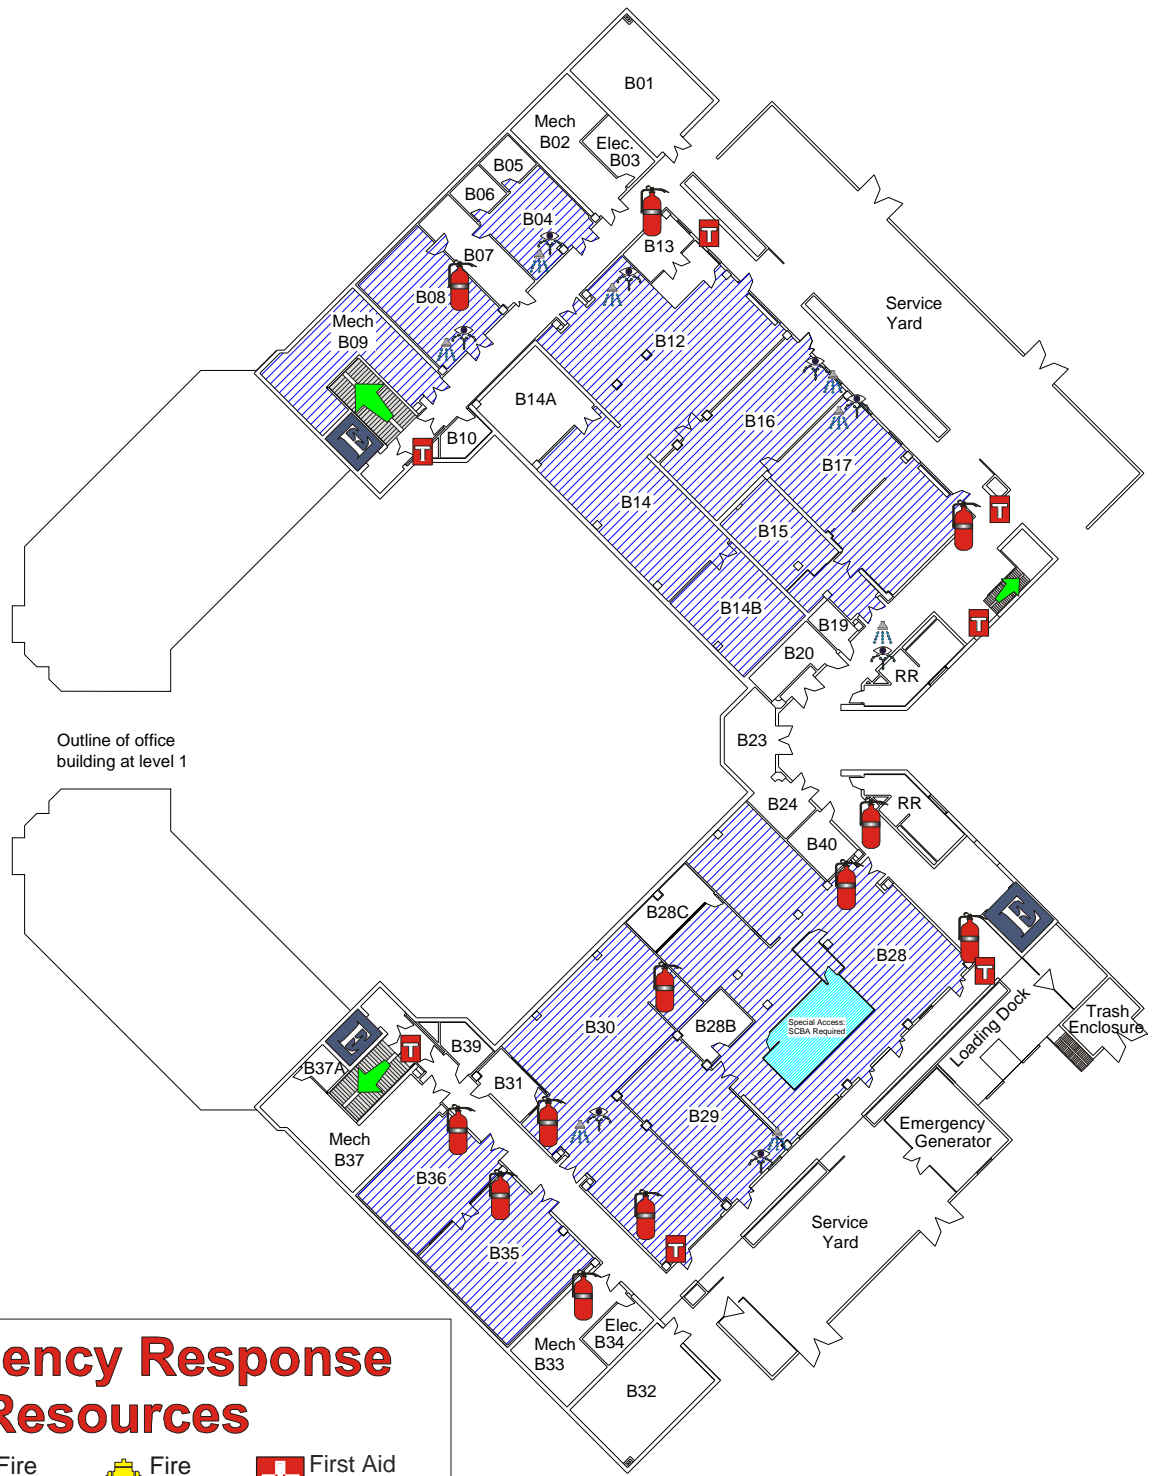 B01
Mech
B02
Elec.
B03
B05
B06
B04
B07
B13
B08
Service
Yard
Mech
B09
B12
B14A
B16
B10
E
T
T
B17
B14
B15
T
B14B
B19
T
B20
RR
B23
Outline of office
building at level 1
B24
RR
B40
B28C
E
B28
T
B30
B28B
Special Access:
SCBA Required
Loading Dock
Trash
Enclosure
E
T
B39
B37A
B31
B29
Emergency
Generator
Mech
B37
B36
Service
Yard
B35
T
Elec.
B34
Mech
B33
B32
ency Response
Resources
Fire
Fire
First Aid